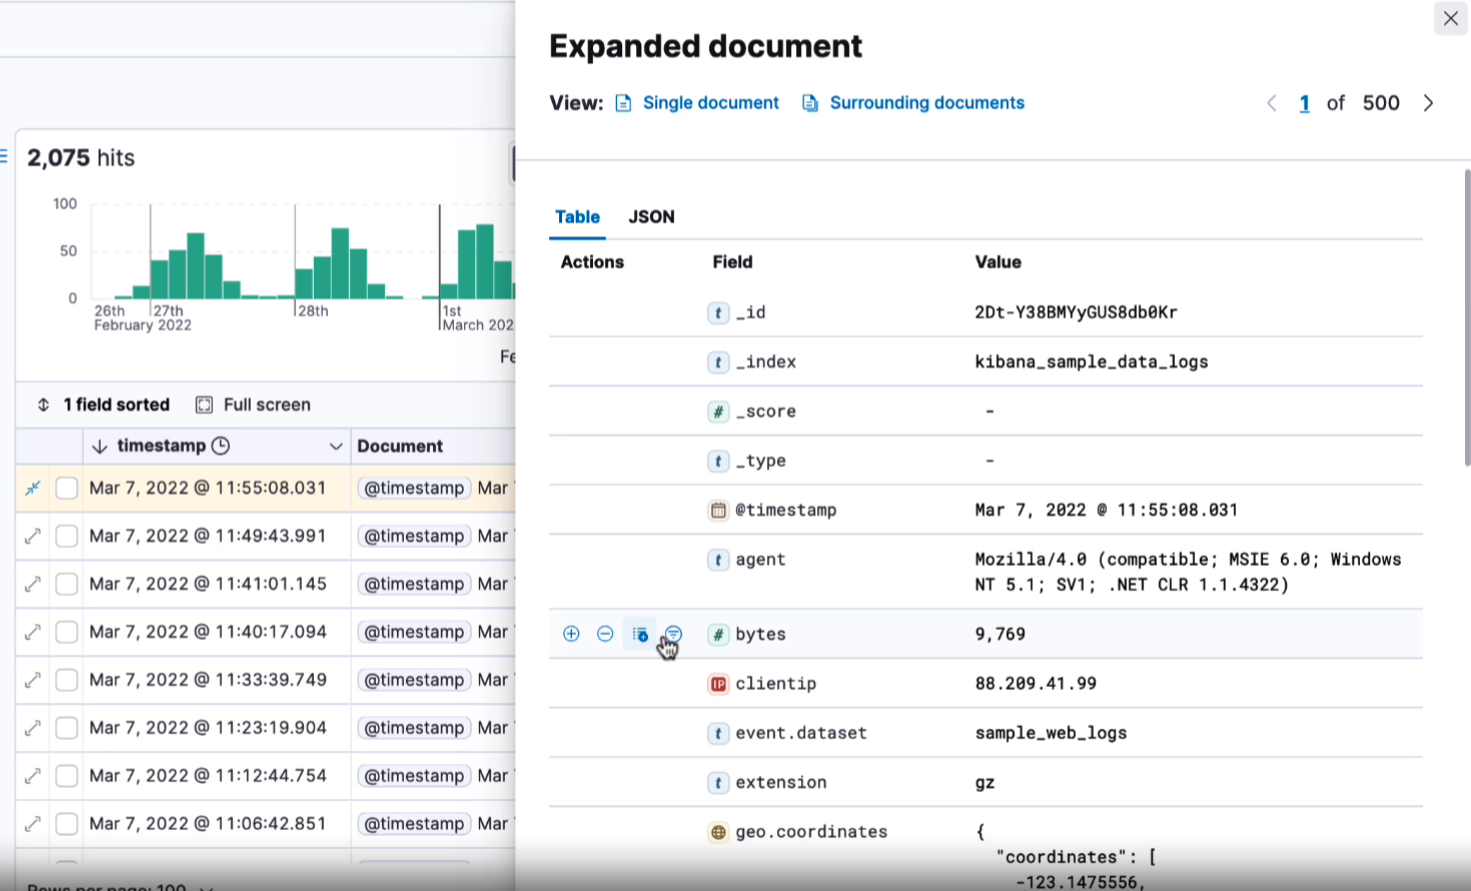 Expanded document
View: Single document Surrounding documents
1 of 500
2,075 hits
100
50
0
26th 27th 28th 1st
February 2022 March 202
Fe
1 field sorted Full screen
timestamp Document
Mar 7, 2022 @ 11:55:08.031 @timestamp Mar
Mar 7, 2022 @ 11:49:43.991 @timestamp Mar
Mar 7, 2022 @ 11:41:01.145 @timestamp Mar
Mar 7, 2022 @ 11:40:17.094 @timestamp Mar
Mar 7, 2022 @ 11:33:39.749 @timestamp Mar
Mar 7, 2022 @ 11:23:19.904 @timestamp Mar
Mar 7, 2022 @ 11:12:44.754 @timestamp Mar
Mar 7, 2022 @ 11:06:42.851 @timestamp Mar
Rows per page: 100
Table JSON
Actions Field Value
t _id 2Dt-Y38BMYyGUS8db0Kr
t _index kibana_sample_data_logs
# _score -
t _type -
@timestamp Mar 7, 2022 @ 11:55:08.031
t agent Mozilla/4.0 (compatible; MSIE 6.0; Windows
NT 5.1; SV1; .NET CLR 1.1.4322)
# bytes 9,769
IP clientip 88.209.41.99
t event.dataset sample_web_logs
t extension gz
geo.coordinates {
"coordinates": [
-123.1475556,